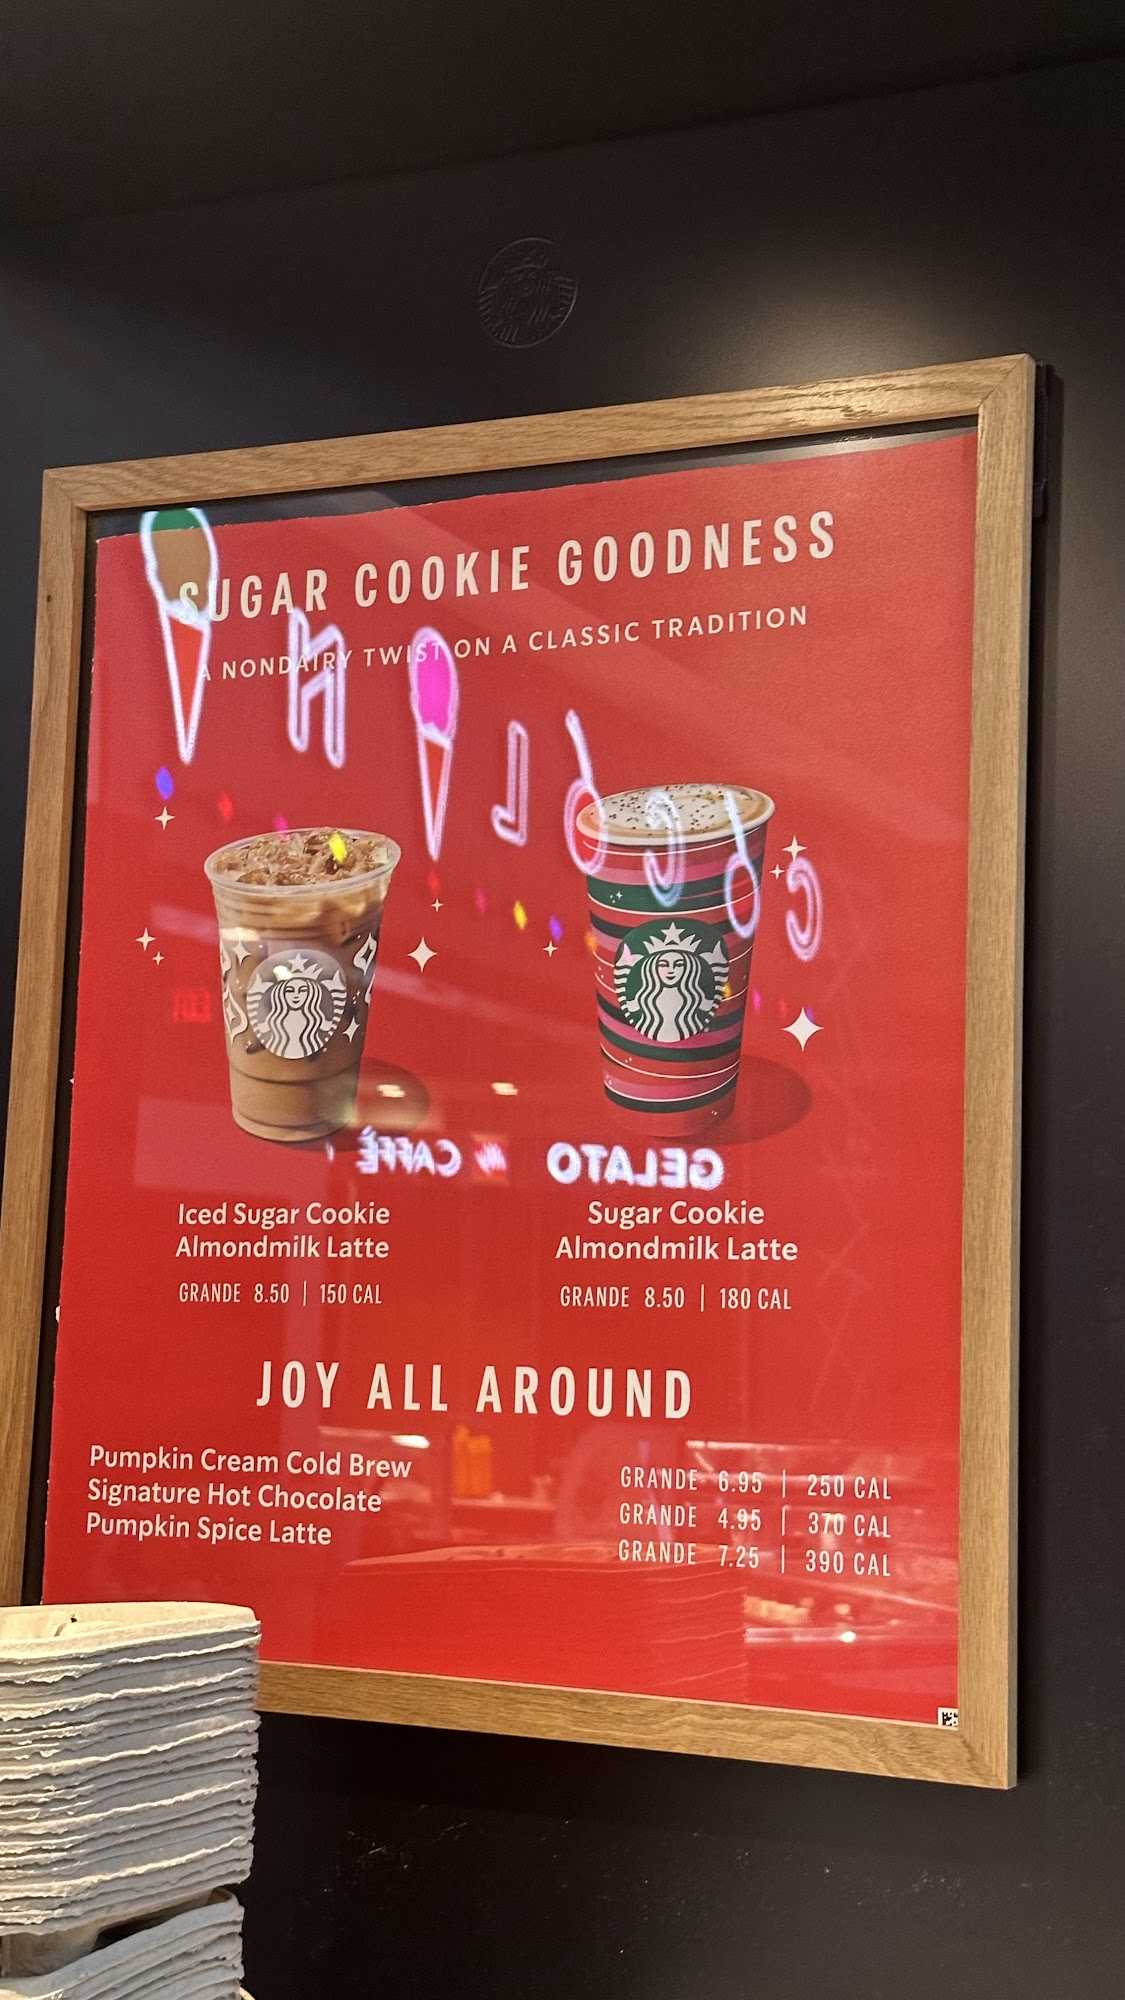 SUGAR COOKIE GOODNESS
A NONDAIRY TWIST ON A CLASSIC TRADITION
CAFFÈ
GELATO
Iced Sugar Cookie
Almondmilk Latte
GRANDE 8.50 | 150 CAL
Sugar Cookie
Almondmilk Latte
GRANDE 8.50 | 180 CAL
JOY ALL AROUND
Pumpkin Cream Cold Brew GRANDE 6.95 | 250 CAL
Signature Hot Chocolate GRANDE 4.95 | 370 CAL
Pumpkin Spice Latte GRANDE 7.25 | 390 CAL